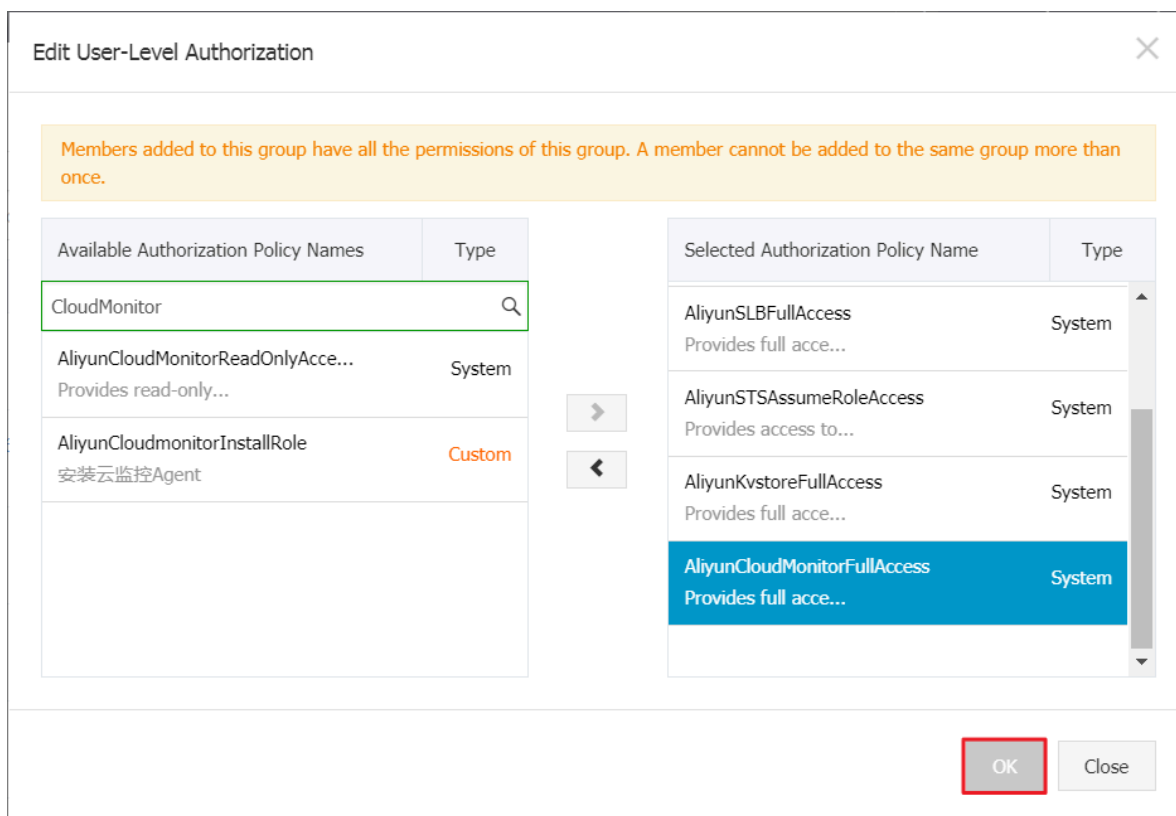 Edit User-Level Authorization
Members added to this group have all the permissions of this group. A member cannot be added to the same group more than
once.
Available Authorization Policy Names
Type
CloudMonitor
AliyunCloudMonitorReadOnlyAcce...
Provides read-only...
System
AliyunCloudmonitorInstallRole
安装云监控Agent
Custom
Selected Authorization Policy Name
Type
AliyunSLBFullAccess
Provides full acce...
System
AliyunSTSAssumeRoleAccess
Provides access to...
System
AliyunKvstoreFullAccess
Provides full acce...
System
AliyunCloudMonitorFullAccess
Provides full acce...
System
OK
Close